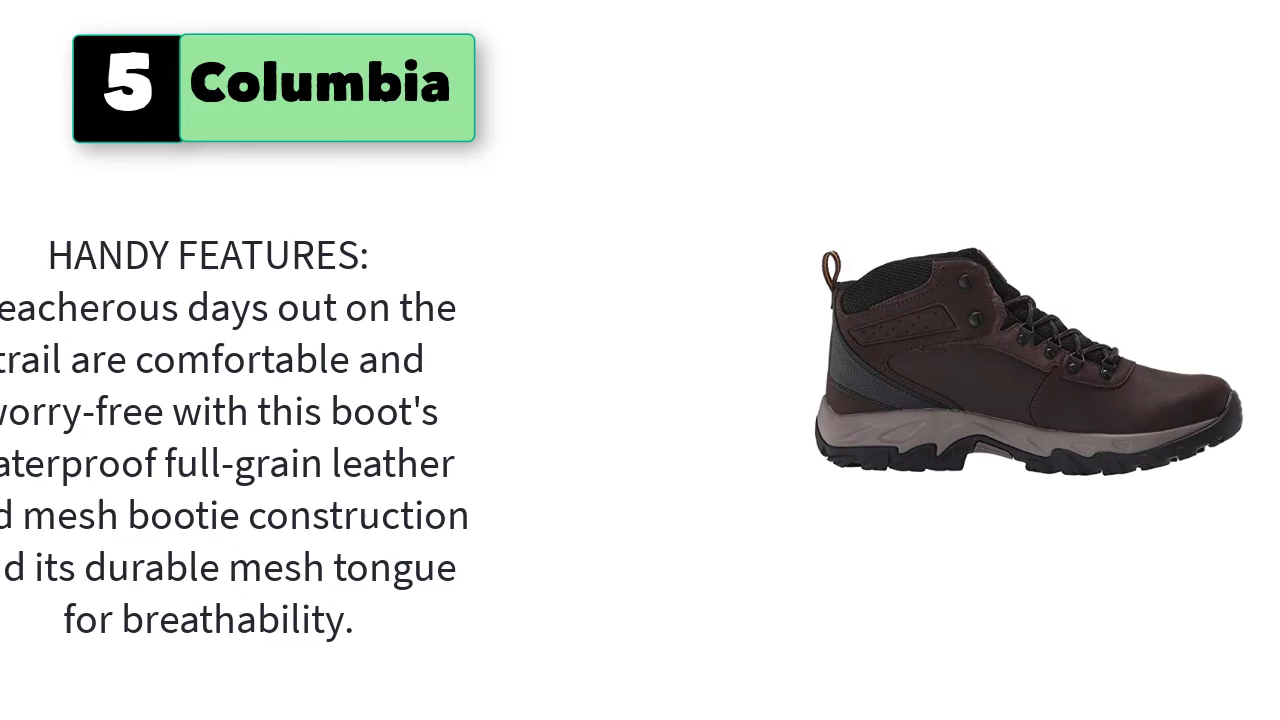 5 Columbia
HANDY FEATURES:
eacherous days out on the
trail are comfortable and
worry-free with this boot's
aterproof full-grain leather
d mesh bootie construction
d its durable mesh tongue
for breathability.